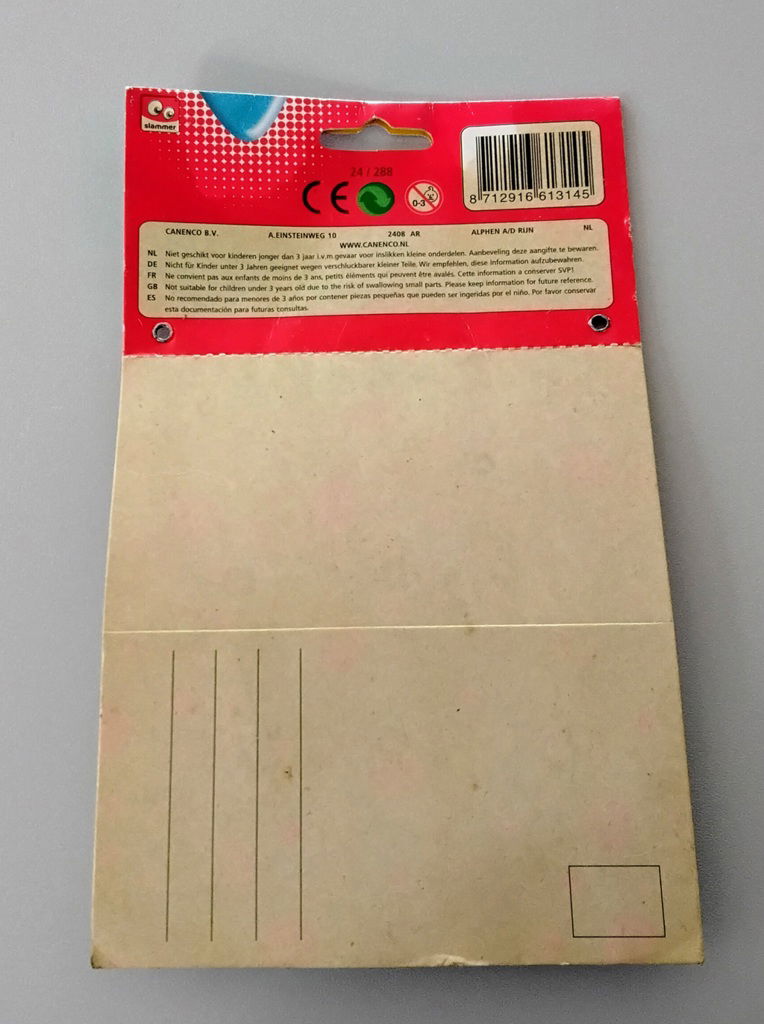 slammer
24 / 288
CE
0-3
8 712916 613145
CANENCO B.V. A.EINSTEINWEG 10 2408 AR ALPHEN A/D RIJN NL
WWW.CANENCO.NL
NL Niet geschikt voor kinderen jonger dan 3 jaar i.v.m gevaar voor inslikken kleine onderdelen. Aanbeveling deze aangifte te bewaren.
DE Nicht für Kinder unter 3 Jahren geeignet wegen verschluckbarer kleiner Teile. Wir empfehlen, diese Information aufzubewahren.
FR Ne convient pas aux enfants de moins de 3 ans, petits éléments qui peuvent être avalés. Cette information a conserver SVP!
GB Not suitable for children under 3 years old due to the risk of swallowing small parts. Please keep information for future reference.
ES No recomendado para menores de 3 años por contener piezas pequeñas que pueden ser ingeridas por el niño. Por favor conservar
esta documentación para futuras consultas.